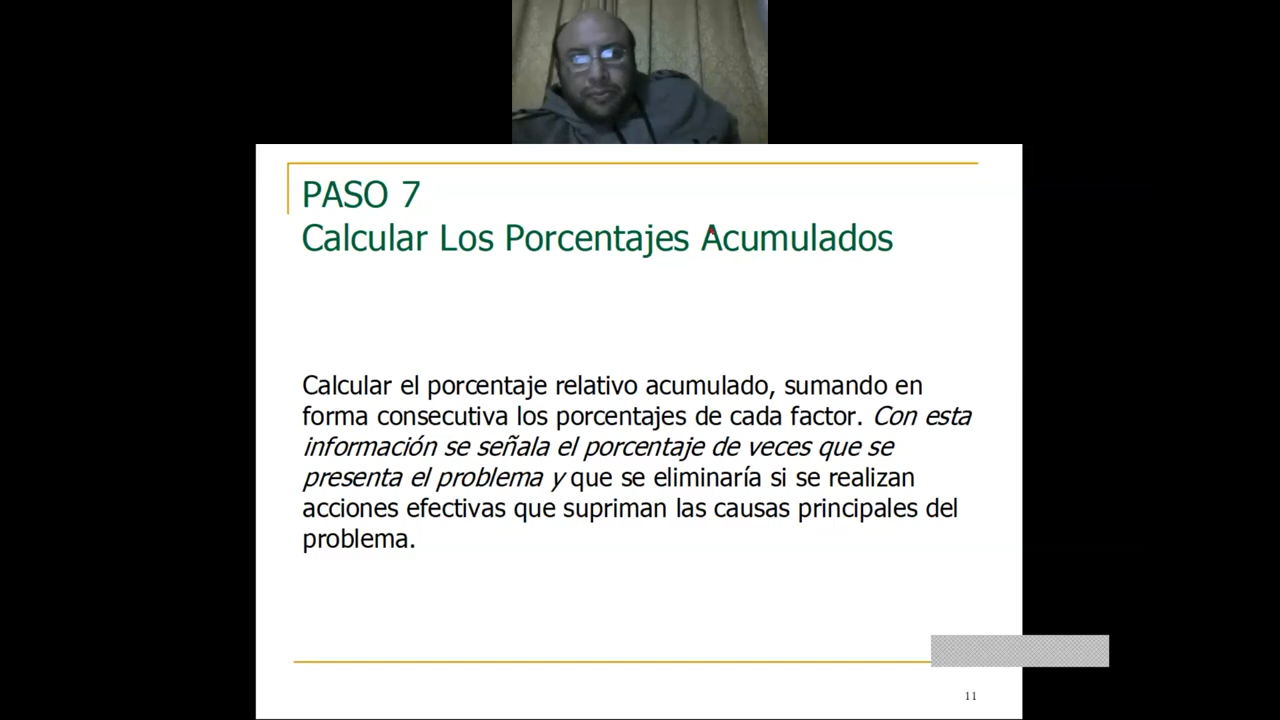 PASO 7
Calcular Los Porcentajes Acumulados
Calcular el porcentaje relativo acumulado, sumando en
forma consecutiva los porcentajes de cada factor. Con esta
información se señala el porcentaje de veces que se
presenta el problema y que se eliminaría si se realizan
acciones efectivas que supriman las causas principales del
problema.
11